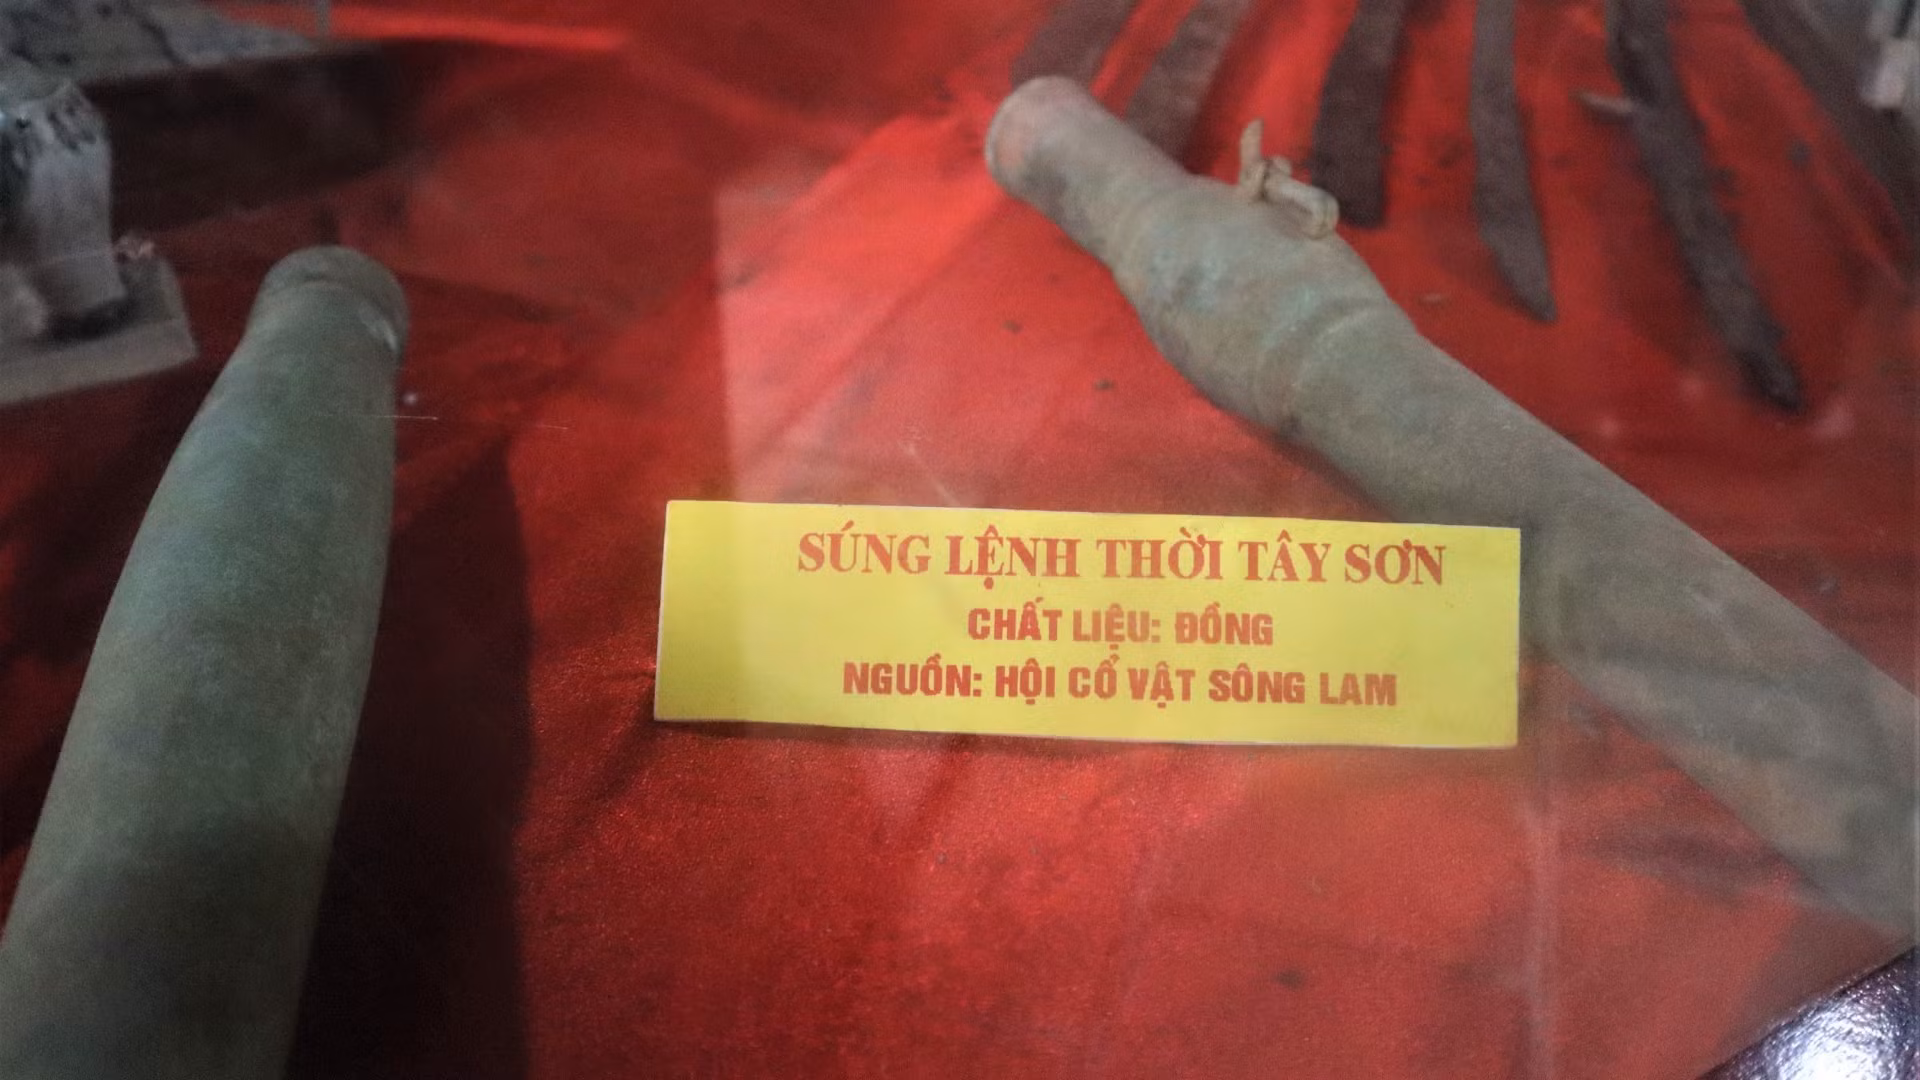 SÚNG LỆNH THỜI TÂY SƠN
CHẤT LIỆU: ĐỒNG
NGUỒN: HỘI CỔ VẬT SÔNG LAM